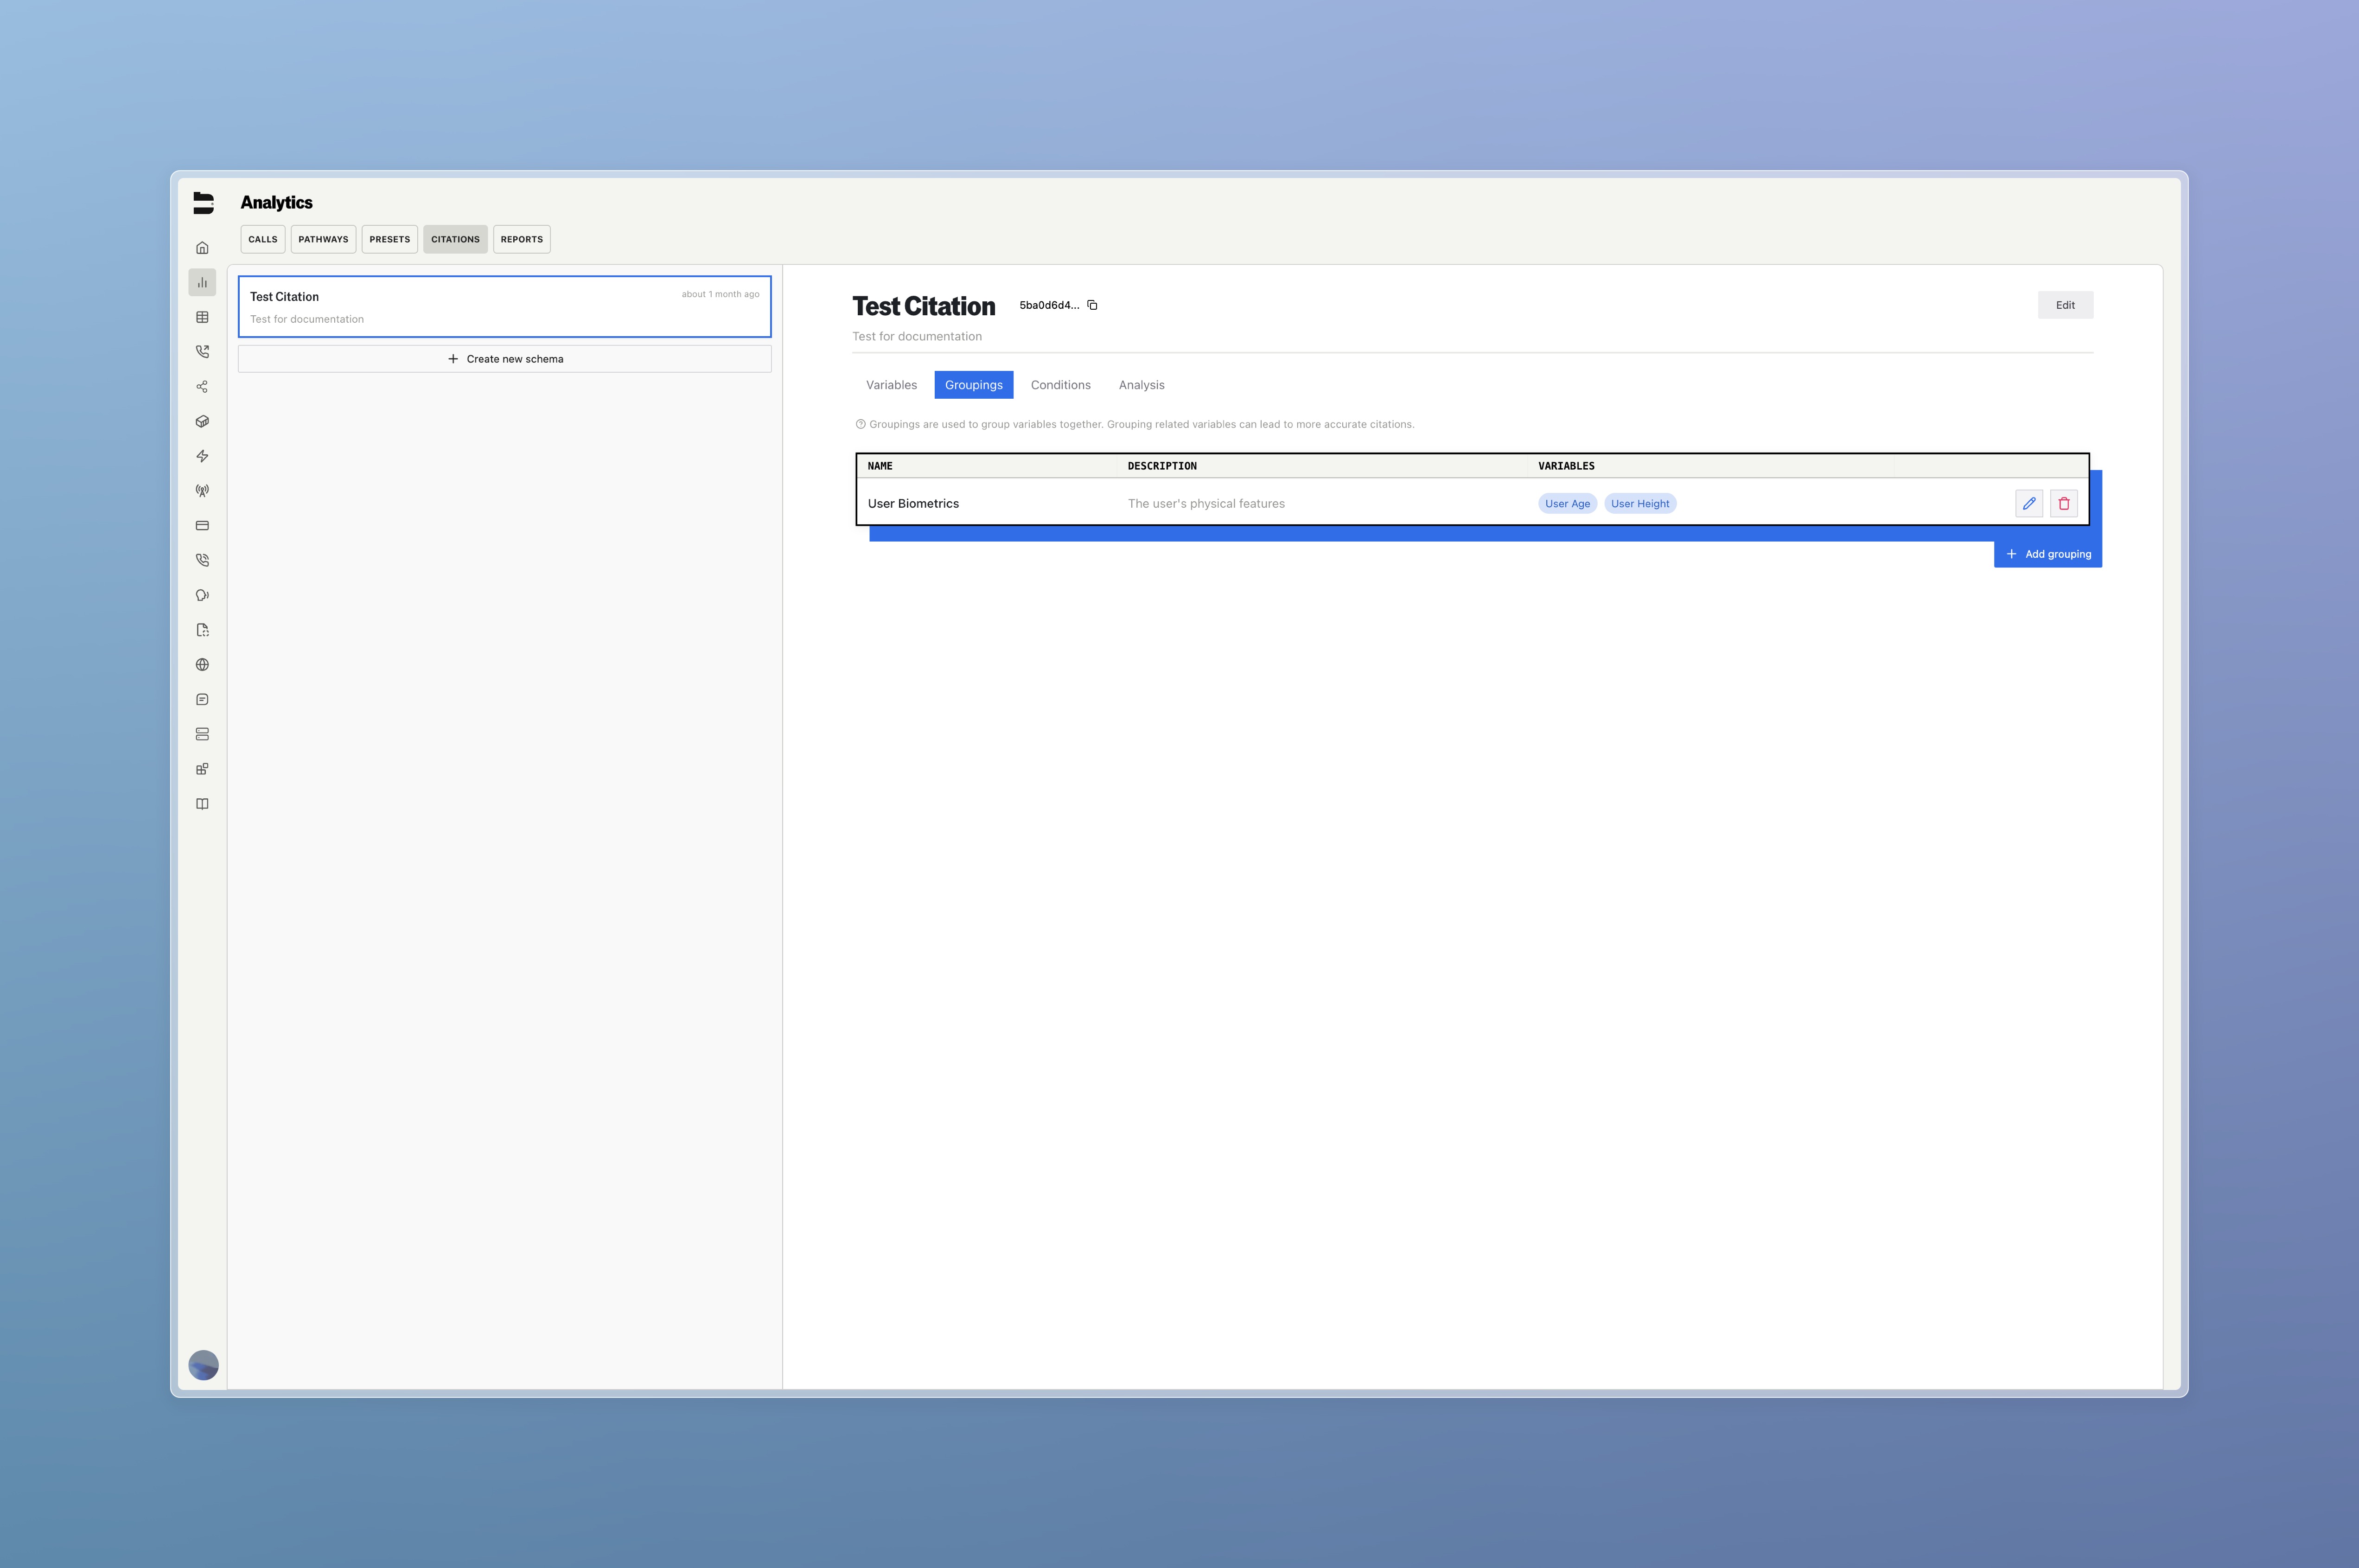 Analytics
CALLS PATHWAYS PRESETS CITATIONS REPORTS
Test Citation about 1 month ago
Test for documentation
Create new schema
Test Citation 5ba0d6d4... Edit
Test for documentation
Variables Groupings Conditions Analysis
Groupings are used to group variables together. Grouping related variables can lead to more accurate citations.
NAME DESCRIPTION VARIABLES
User Biometrics The user's physical features User Age User Height
Add grouping